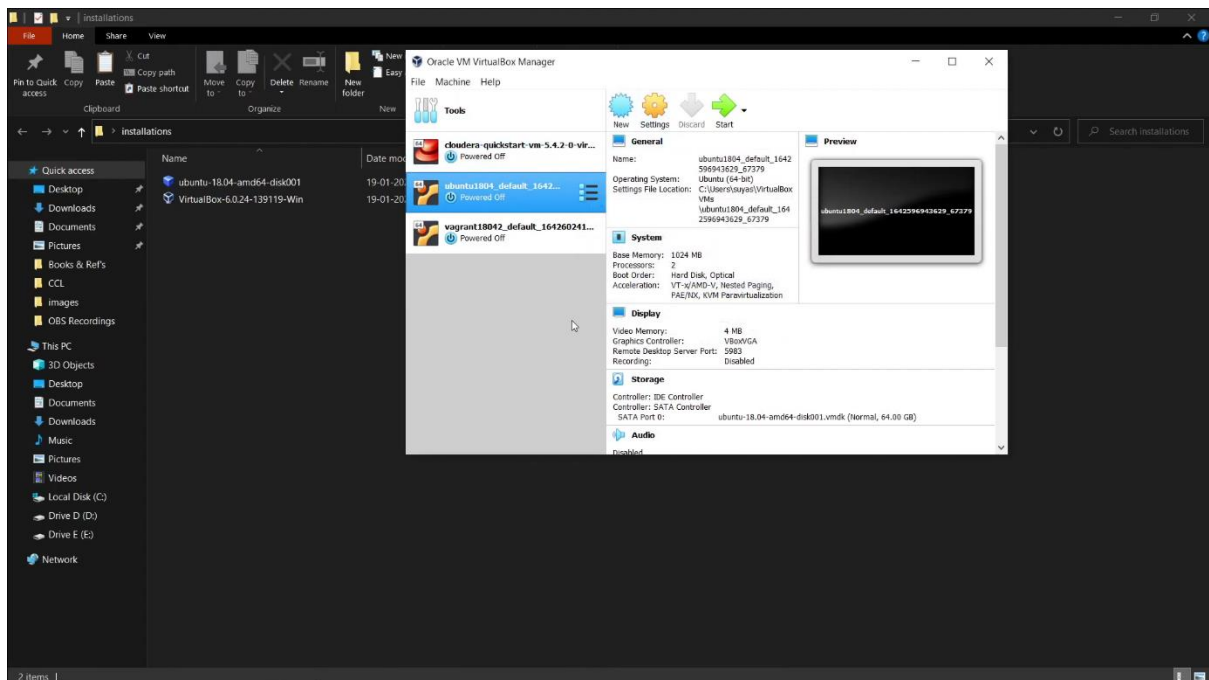 installations
File Home Share View
Pin to Quick access
Copy
Paste
Cut
Copy path
Paste shortcut
Clipboard
Move to
Copy to
Delete
Rename
Organize
New folder
New
Easy
New
installations
Search installations
Name
Date mod
Quick access
Desktop
Downloads
Documents
Pictures
Books & Ref's
CCL
images
OBS Recordings
This PC
3D Objects
Desktop
Documents
Downloads
Music
Pictures
Videos
Local Disk (C:)
Drive D (D:)
Drive E (E:)
Network
ubuntu-18.04-amd64-disk001 19-01-20
VirtualBox-6.0.24-139119-Win 19-01-20
2 items
Oracle VM VirtualBox Manager
File Machine Help
Tools
New Settings Discard Start
cloudera-quickstart-vm-5.4.2-0-vir...
Powered Off
ubuntu1804_default_1642...
Powered Off
vagrant18042_default_164260241...
Powered Off
General
Name: ubuntu1804_default_1642
596943629_67379
Operating System: Ubuntu (64-bit)
Settings File Location: C:\Users\suyas\VirtualBox
VMs
\ubuntu1804_default_164
2596943629_67379
Preview
ubuntu1804_default_1642596943629_67379
System
Base Memory: 1024 MB
Processors: 2
Boot Order: Hard Disk, Optical
Acceleration: VT-x/AMD-V, Nested Paging,
PAE/NX, KVM Paravirtualization
Display
Video Memory: 4 MB
Graphics Controller: VBoxVGA
Remote Desktop Server Port: 5983
Recording: Disabled
Storage
Controller: IDE Controller
Controller: SATA Controller
SATA Port 0: ubuntu-18.04-amd64-disk001.vmdk (Normal, 64.00 GB)
Audio
Disabled